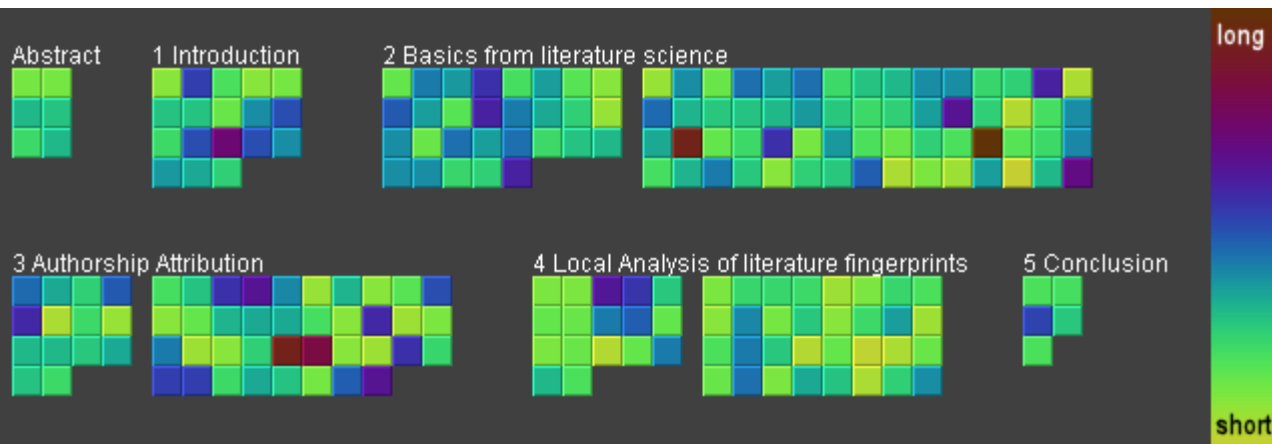 Abstract
1 Introduction
2 Basics from literature science
long
3 Authorship Attribution
4 Local Analysis of literature fingerprints
5 Conclusion
short